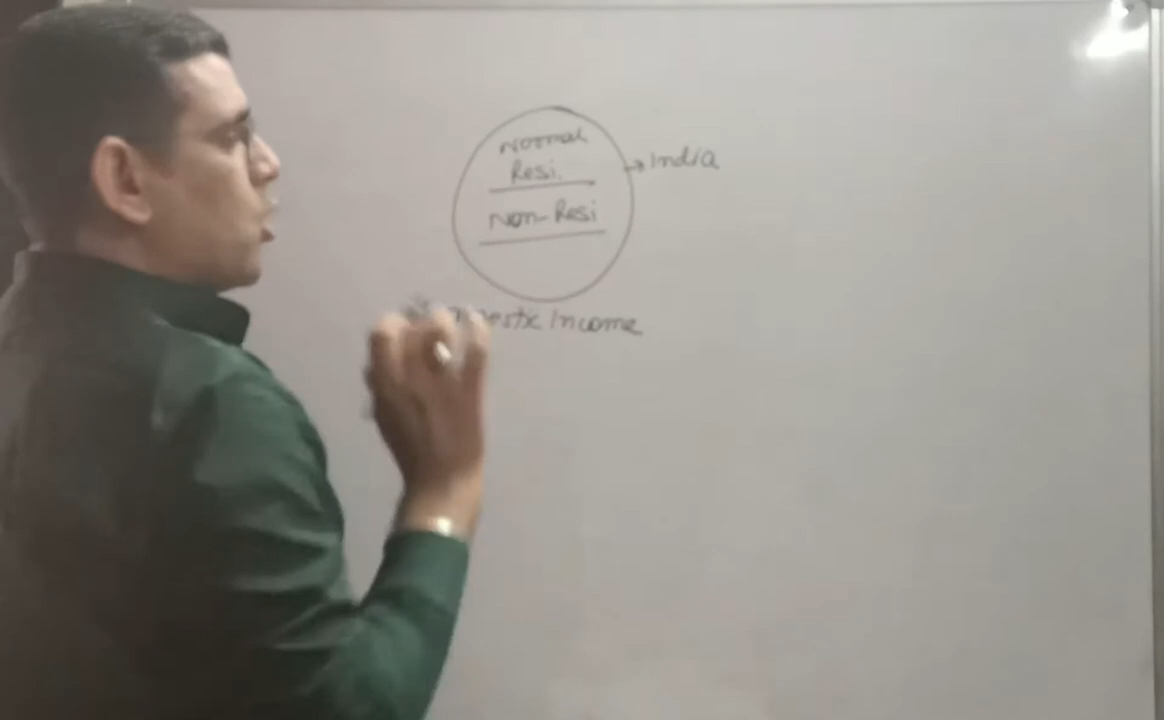 Normal
Resi.
→ India
Non-Resi
Income